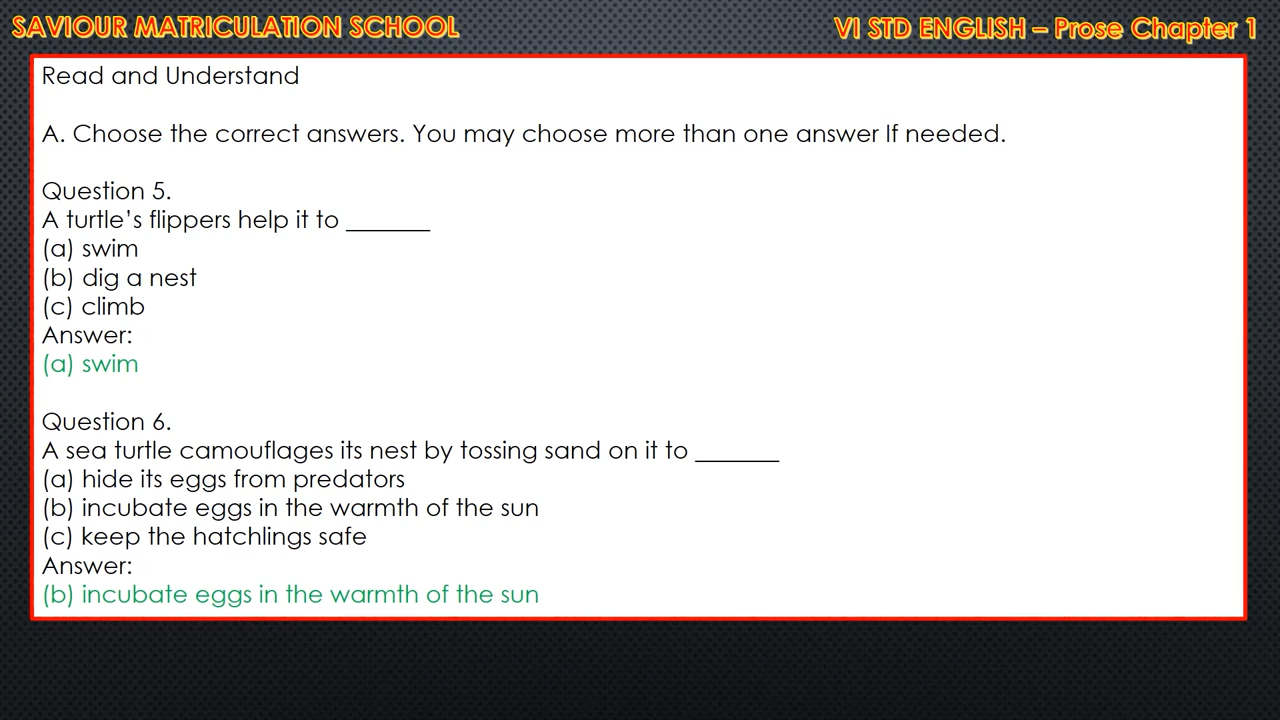 SAVIOUR MATRICULATION SCHOOL
VI STD ENGLISH – Prose Chapter 1
Read and Understand
A. Choose the correct answers. You may choose more than one answer If needed.
Question 5.
A turtle’s flippers help it to _______
(a) swim
(b) dig a nest
(c) climb
Answer:
(a) swim
Question 6.
A sea turtle camouflages its nest by tossing sand on it to _______
(a) hide its eggs from predators
(b) incubate eggs in the warmth of the sun
(c) keep the hatchlings safe
Answer:
(b) incubate eggs in the warmth of the sun